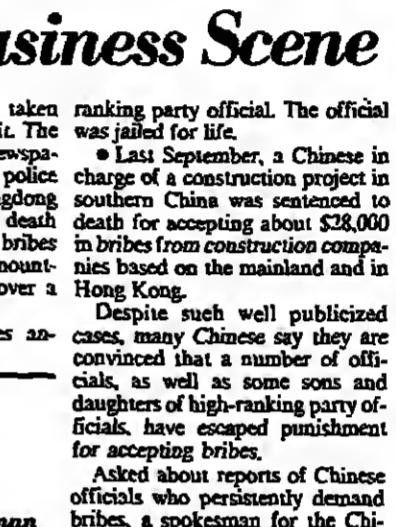 usiness Scene
taken
it. The
ewspa-
police
gdong
death
bribes
mount-
over a
es an-
ranking party official. The official
was jailed for life.
• Last September, a Chinese in
charge of a construction project in
southern China was sentenced to
death for accepting about $28,000
in bribes from construction compa-
nies based on the mainland and in
Hong Kong.
Despite such well publicized
cases, many Chinese say they are
convinced that a number of offi-
cials, as well as some sons and
daughters of high-ranking party of-
ficials, have escaped punishment
for accepting bribes.
Asked about reports of Chinese
officials who persistently demand
bribes, a spokesman for the Chi-